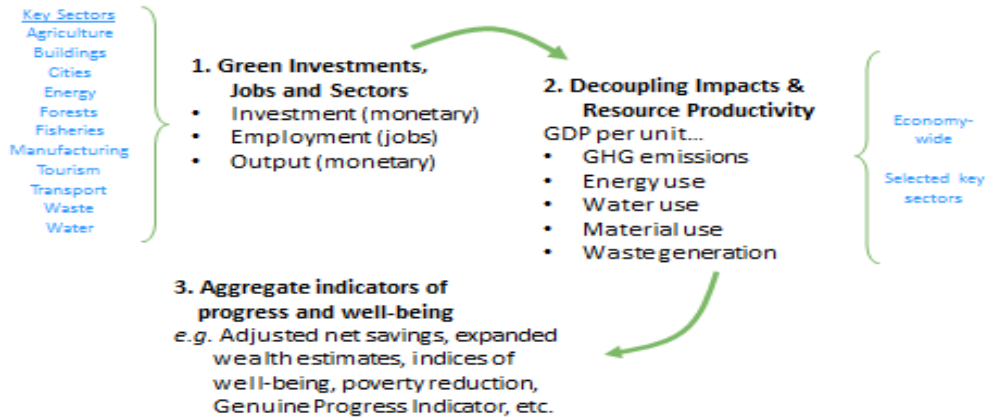 Key Sectors
Agriculture
Buildings
Cities
Energy
Forests
Fisheries
Manufacturing
Tourism
Transport
Waste
Water
1. Green Investments,
Jobs and Sectors
• Investment (monetary)
• Employment (jobs)
• Output (monetary)
2. Decoupling Impacts &
Resource Productivity
GDP per unit...
• GHG emissions
• Energy use
• Water use
• Material use
• Waste generation
Economy-
wide
Selected key
sectors
3. Aggregate indicators of
progress and well-being
e.g. Adjusted net savings, expanded
wealth estimates, indices of
well-being, poverty reduction,
Genuine Progress Indicator, etc.